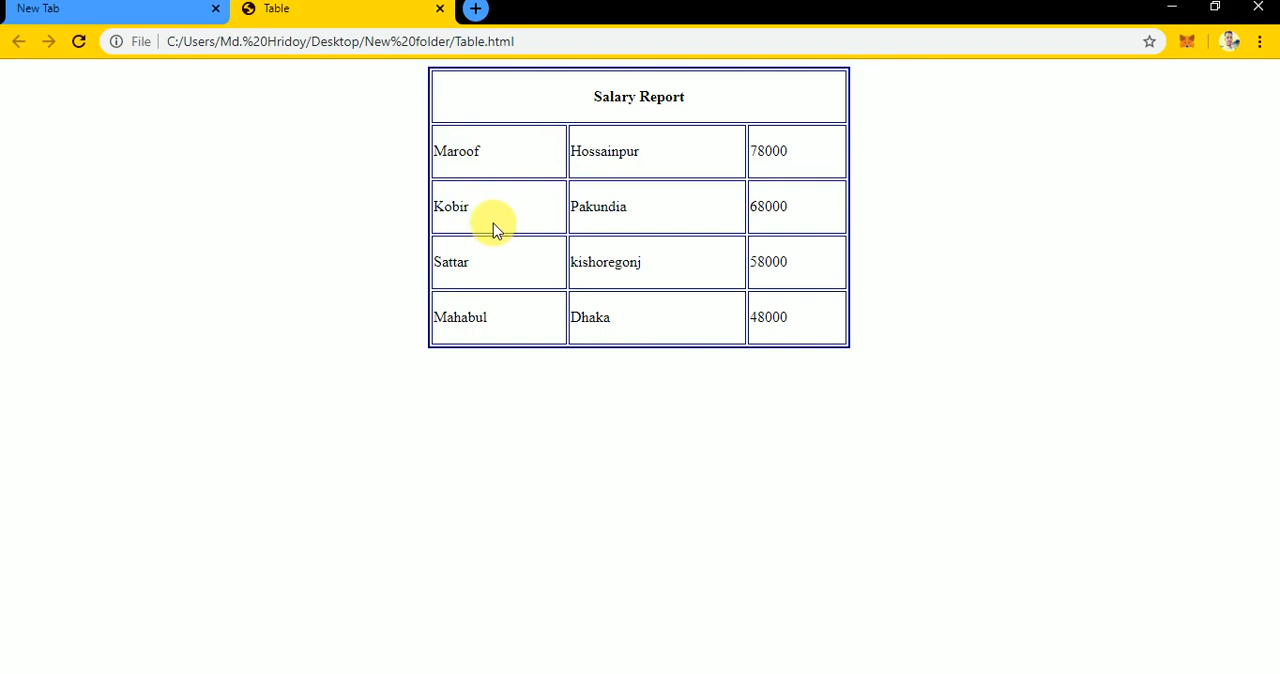 New Tab
Table
File C:/Users/Md.%20Hridoy/Desktop/New%20folder/Table.html
Salary Report
Maroof Hossainpur 78000
Kobir Pakundia 68000
Sattar kishoregonj 58000
Mahabul Dhaka 48000